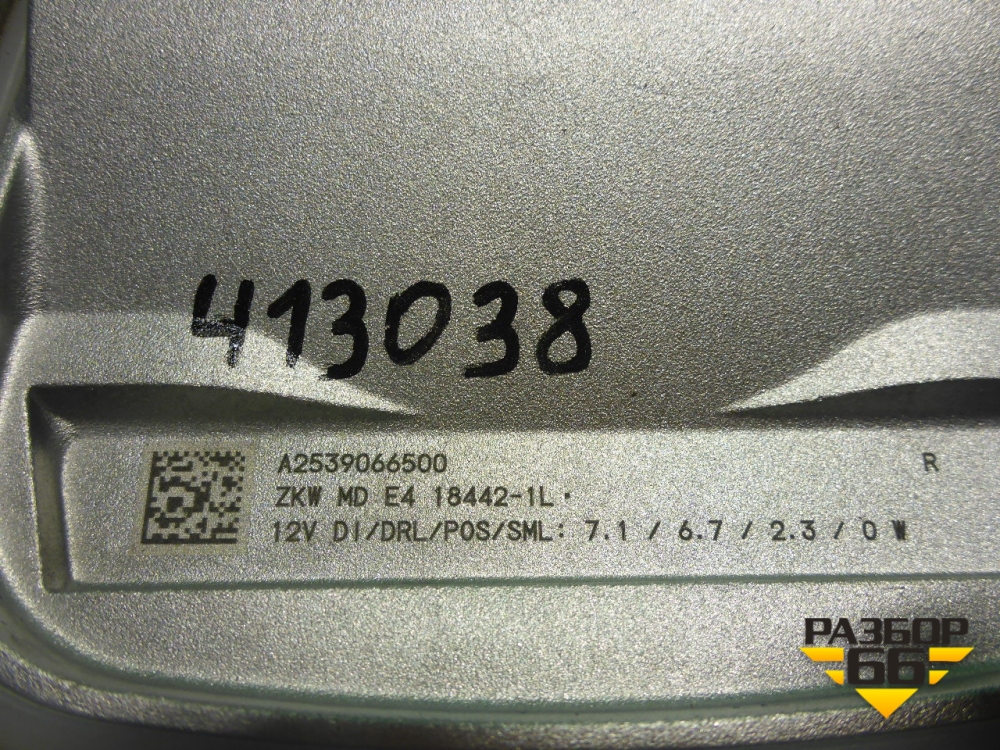 413038
A2539066500 R
ZKW MD E4 18442-1L·
12V DI/DRL/POS/SML: 7.1 / 6.7 / 2.3 / 0 W
РАЗБОР
66